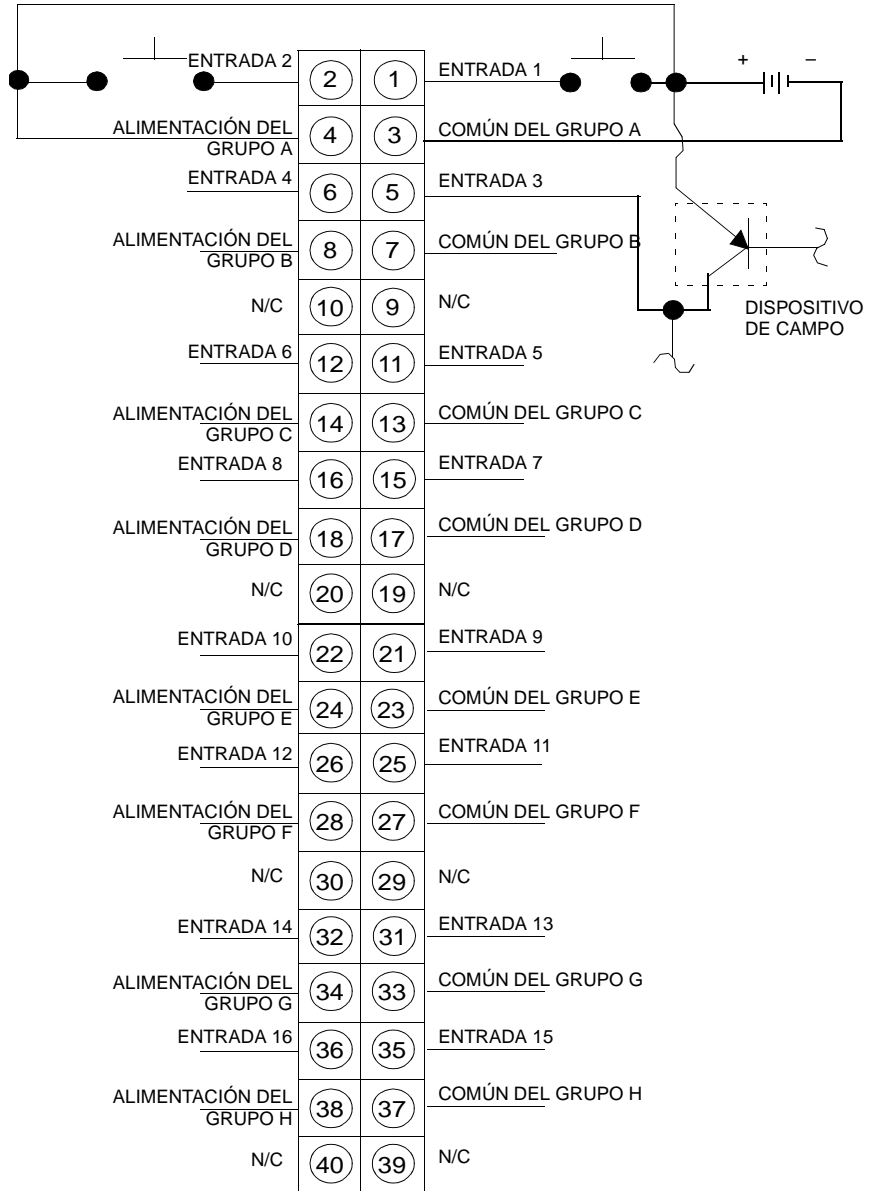 + –
ENTRADA 2 2 1 ENTRADA 1
ALIMENTACIÓN DEL
GRUPO A 4 3 COMÚN DEL GRUPO A
ENTRADA 4 6 5 ENTRADA 3
ALIMENTACIÓN DEL
GRUPO B 8 7 COMÚN DEL GRUPO B
N/C 10 9 N/C
DISPOSITIVO
DE CAMPO
ENTRADA 6 12 11 ENTRADA 5
ALIMENTACIÓN DEL
GRUPO C 14 13 COMÚN DEL GRUPO C
ENTRADA 8 16 15 ENTRADA 7
ALIMENTACIÓN DEL
GRUPO D 18 17 COMÚN DEL GRUPO D
N/C 20 19 N/C
ENTRADA 10 22 21 ENTRADA 9
ALIMENTACIÓN DEL
GRUPO E 24 23 COMÚN DEL GRUPO E
ENTRADA 12 26 25 ENTRADA 11
ALIMENTACIÓN DEL
GRUPO F 28 27 COMÚN DEL GRUPO F
N/C 30 29 N/C
ENTRADA 14 32 31 ENTRADA 13
ALIMENTACIÓN DEL
GRUPO G 34 33 COMÚN DEL GRUPO G
ENTRADA 16 36 35 ENTRADA 15
ALIMENTACIÓN DEL
GRUPO H 38 37 COMÚN DEL GRUPO H
N/C 40 39 N/C